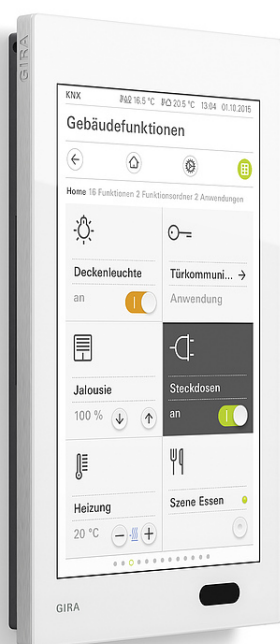 GIRA
KNX 16.5 °C 20.5 °C 13:04 01.10.2015
Gebäudefunktionen
Home 16 Funktionen 2 Funktionsordner 2 Anwendungen
Deckenleuchte
an
Türkommuni...
Anwendung
Jalousie
100 %
Steckdosen
an
Heizung
20 °C
Szene Essen
GIRA